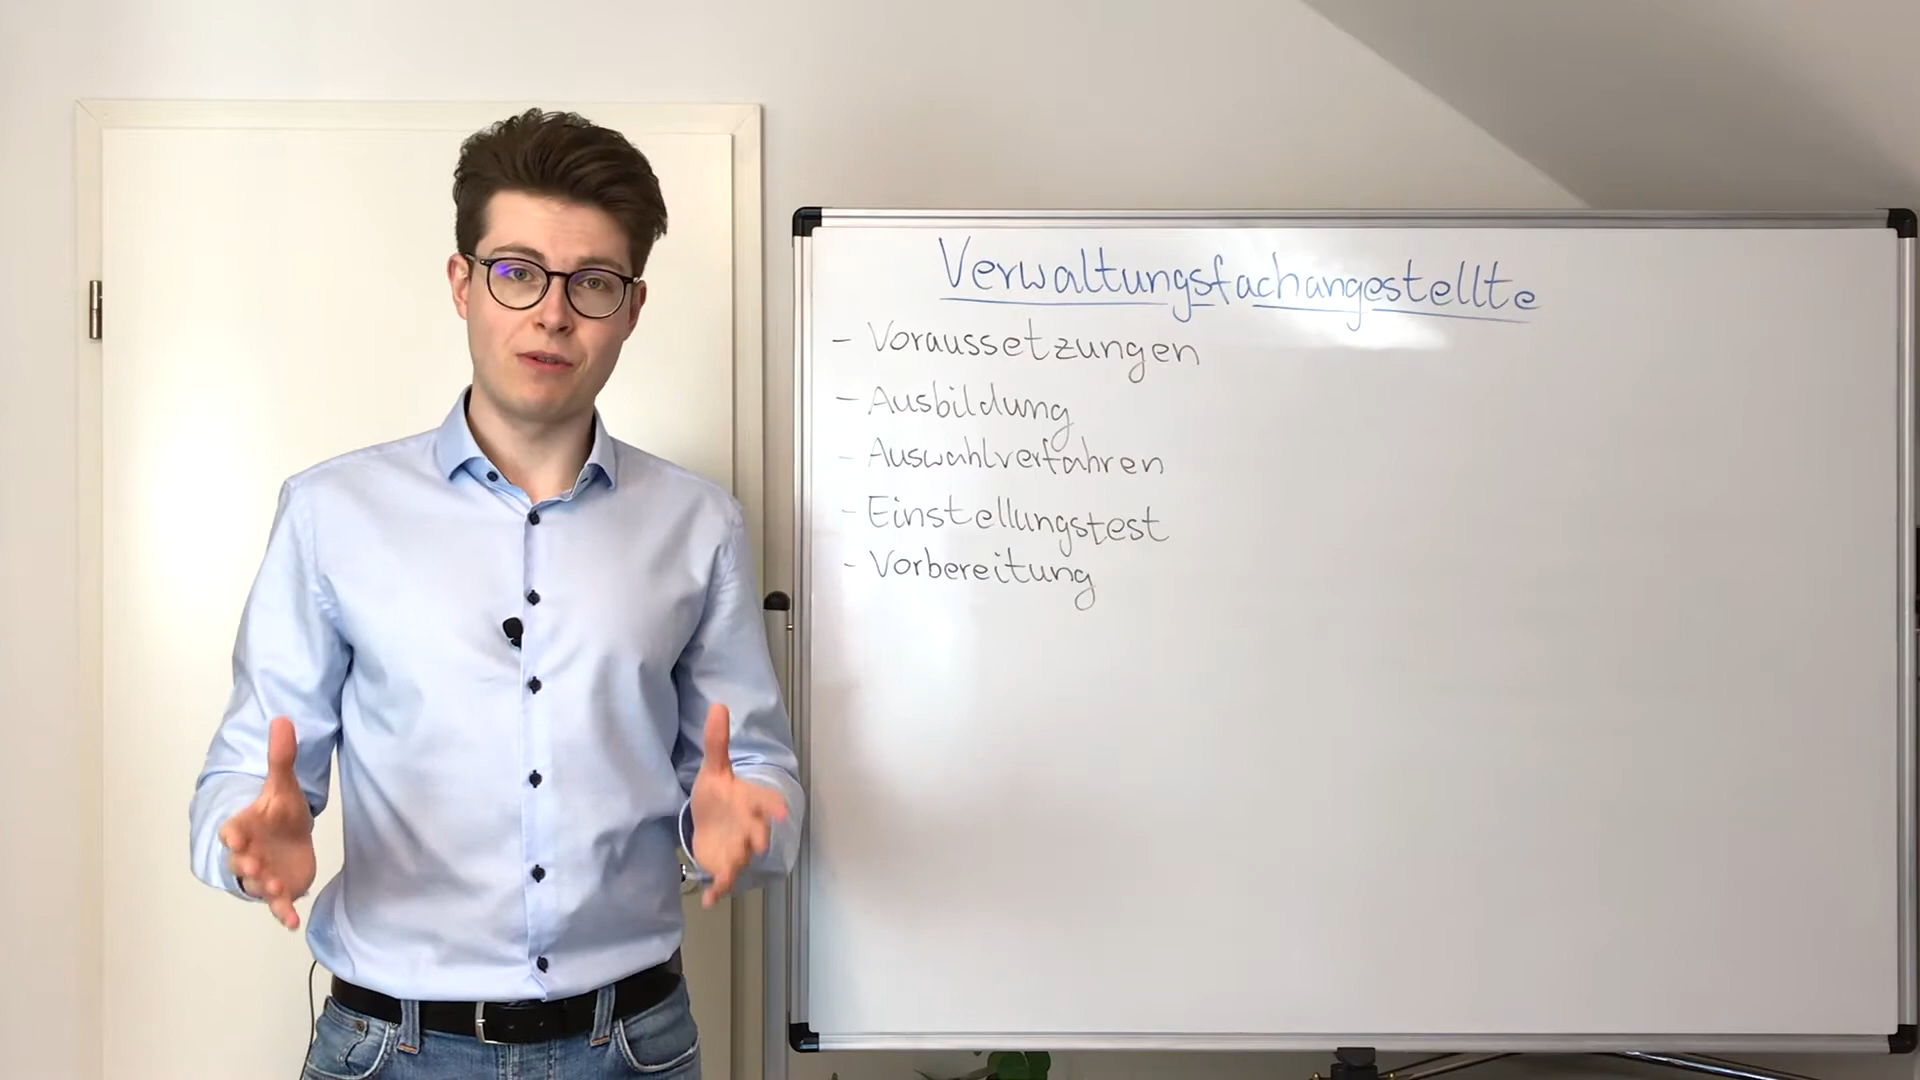 Verwaltungsfachangestellte
- Voraussetzungen
- Ausbildung
- Auswahlverfahren
- Einstellungstest
- Vorbereitung